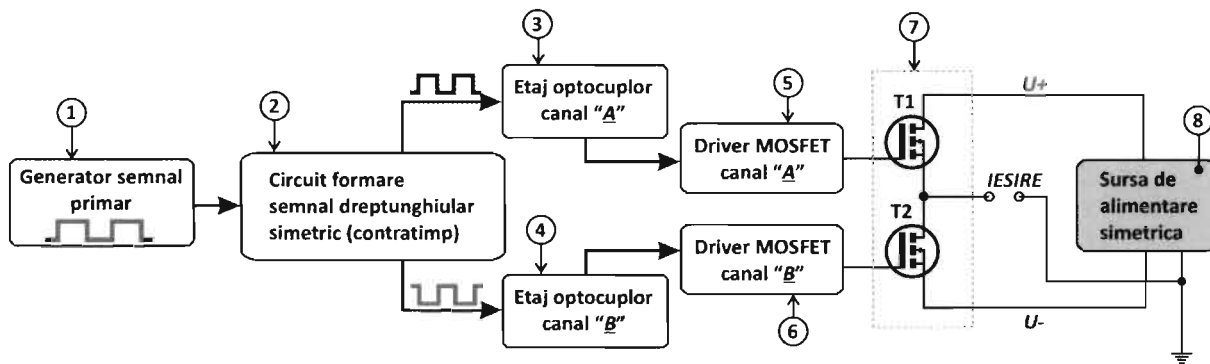 1
Generator semnal
primar
2
Circuit formare
semnal dreptunghiular
simetric (contratimp)
3
Etaj optocuplor
canal "A"
4
Etaj optocuplor
canal "B"
5
Driver MOSFET
canal "A"
Driver MOSFET
canal "B"
6
7
T1
T2
U+
IESIRE
U-
8
Sursa de
alimentare
simetrica